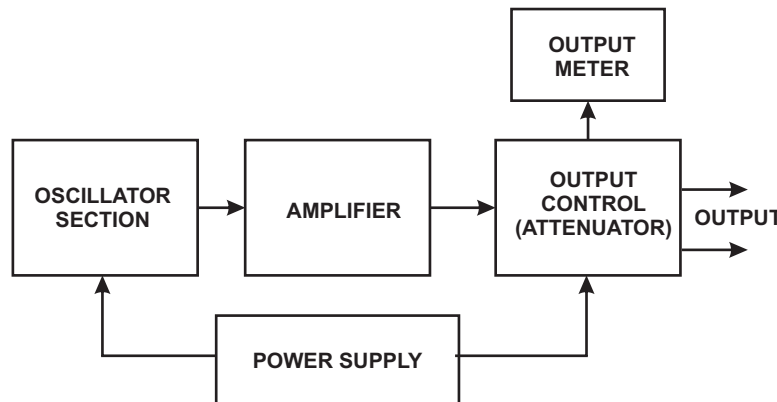 OUTPUT
METER
OSCILLATOR
SECTION
AMPLIFIER
OUTPUT
CONTROL
(ATTENUATOR)
OUTPUT
POWER SUPPLY